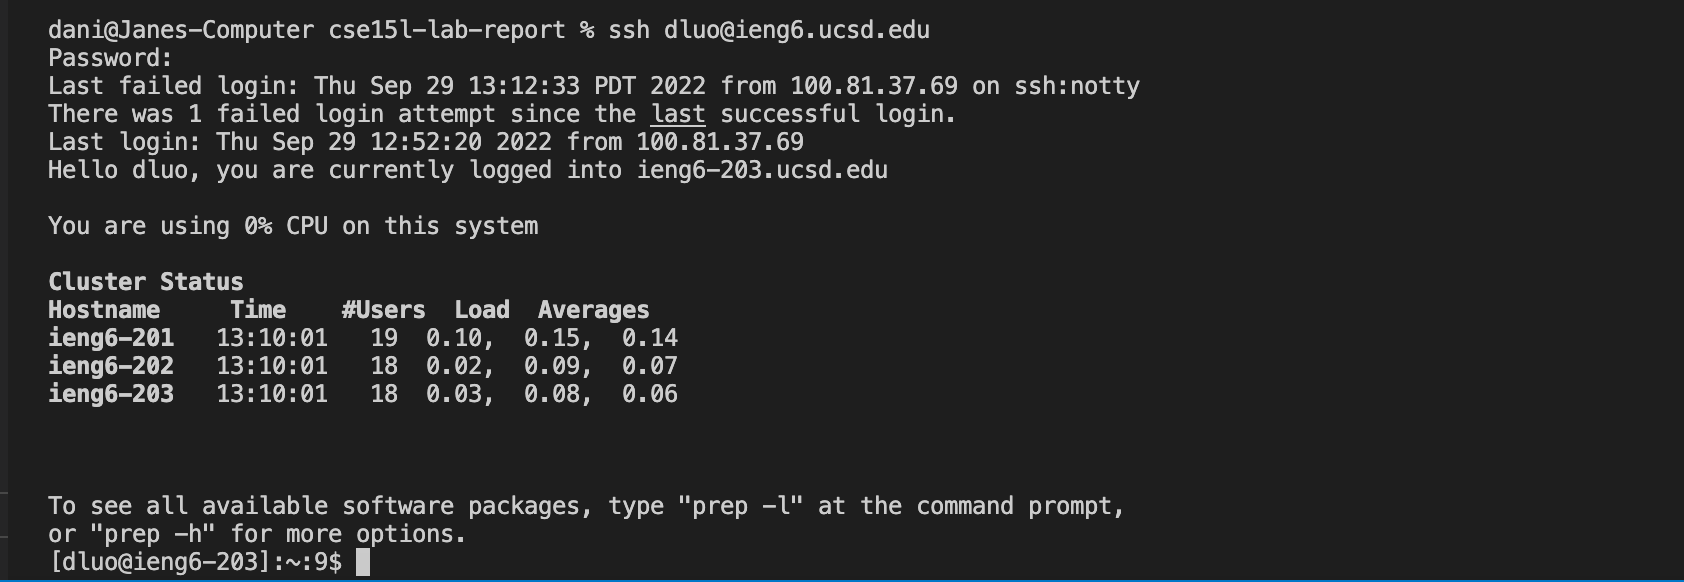 dani@Janes-Computer cse15l-lab-report % ssh dluo@ieng6.ucsd.edu
Password:
Last failed login: Thu Sep 29 13:12:33 PDT 2022 from 100.81.37.69 on ssh:notty
There was 1 failed login attempt since the last successful login.
Last login: Thu Sep 29 12:52:20 2022 from 100.81.37.69
Hello dluo, you are currently logged into ieng6-203.ucsd.edu
You are using 0% CPU on this system
Cluster Status
Hostname     Time    #Users  Load  Averages
ieng6-201   13:10:01   19  0.10,  0.15,  0.14
ieng6-202   13:10:01   18  0.02,  0.09,  0.07
ieng6-203   13:10:01   18  0.03,  0.08,  0.06
To see all available software packages, type "prep -l" at the command prompt,
or "prep -h" for more options.
[dluo@ieng6-203]:~:9$